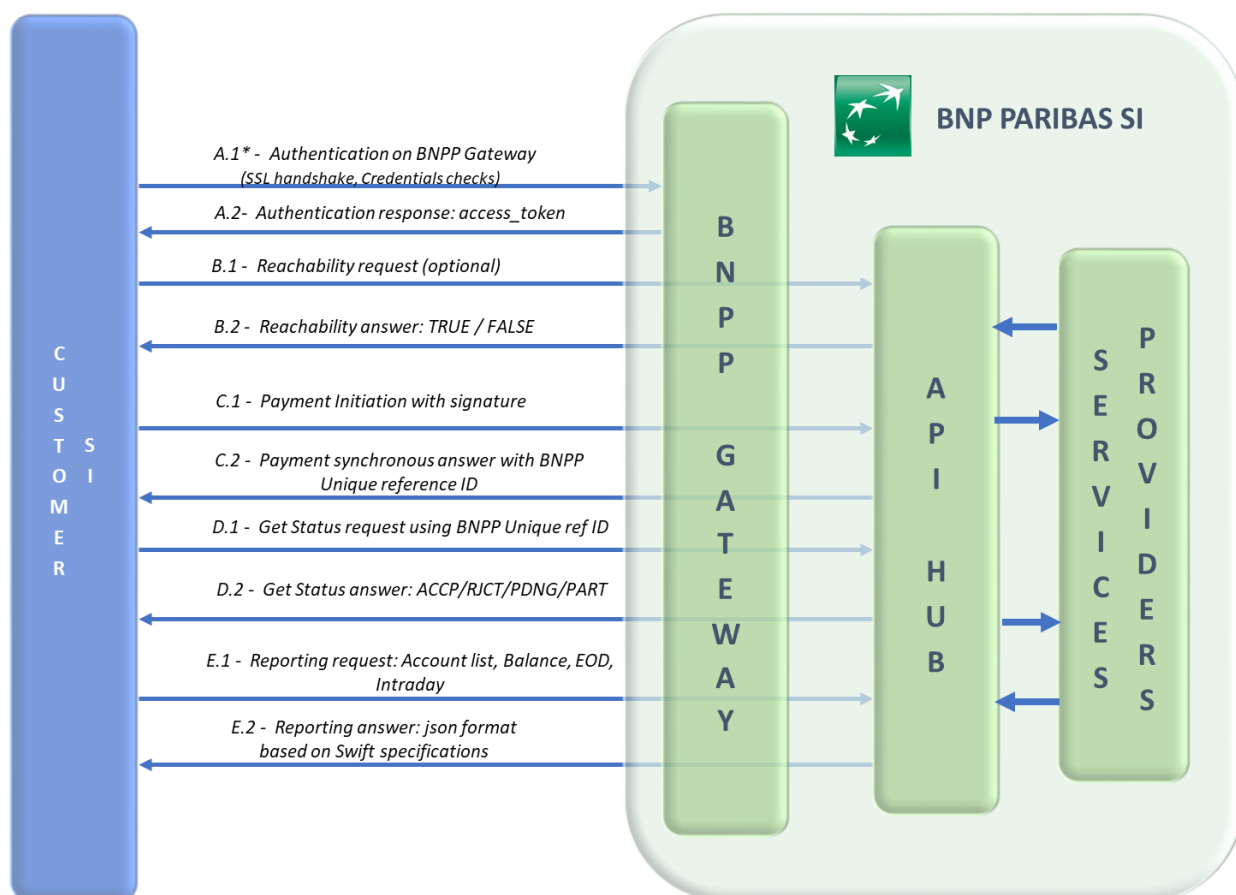 BNP PARIBAS SI
A.1* - Authentication on BNPP Gateway
(SSL handshake, Credentials checks)
A.2- Authentication response: access_token
B.1 - Reachability request (optional)
B.2 - Reachability answer: TRUE / FALSE
C.1 - Payment Initiation with signature
C.2 - Payment synchronous answer with BNPP
Unique reference ID
D.1 - Get Status request using BNPP Unique ref ID
D.2 - Get Status answer: ACCP/RJCT/PDNG/PART
E.1 - Reporting request: Account list, Balance, EOD,
Intraday
E.2 - Reporting answer: json format
based on Swift specifications
CUSTOMER
SI
BNPP GATEWAY
API HUB
SERVICES
PROVIDERS